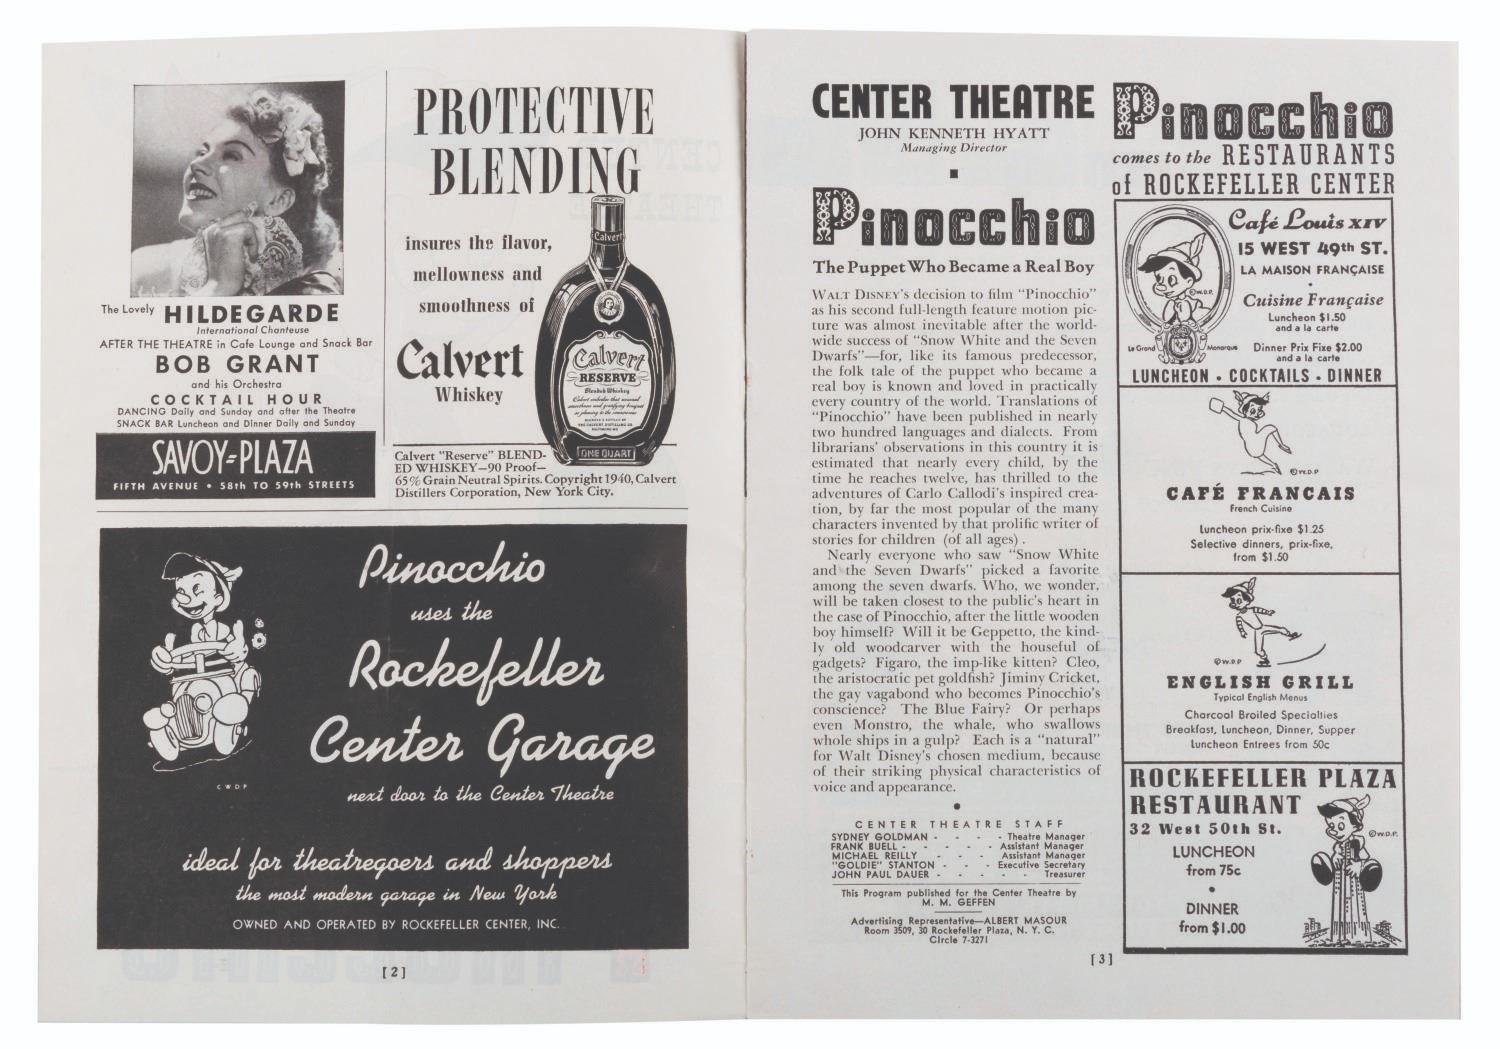 The Lovely HILDEGARDE
International Chanteuse
AFTER THE THEATRE in Cafe Lounge and Snack Bar
BOB GRANT
and his Orchestra
COCKTAIL HOUR
DANCING Daily and Sunday and after the Theatre
SNACK BAR Luncheon and Dinner Daily and Sunday
SAVOY-PLAZA
FIFTH AVENUE • 58th TO 59th STREETS
PROTECTIVE
BLENDING
insures the flavor,
mellowness and
smoothness of
Calvert
Whiskey
Calvert
Calvert
RESERVE
Blended Whiskey
ONE QUART
Calvert "Reserve" BLEND-
ED WHISKEY—90 Proof—
65% Grain Neutral Spirits. Copyright 1940, Calvert
Distillers Corporation, New York City.
Pinocchio
uses the
Rockefeller
Center Garage
next door to the Center Theatre
C W D P
ideal for theatregoers and shoppers
the most modern garage in New York
OWNED AND OPERATED BY ROCKEFELLER CENTER, INC.
[2]
CENTER THEATRE
JOHN KENNETH HYATT
Managing Director
Pinocchio
The Puppet Who Became a Real Boy
WALT DISNEY's decision to film "Pinocchio"
as his second full-length feature motion pic-
ture was almost inevitable after the world-
wide success of "Snow White and the Seven
Dwarfs"—for, like its famous predecessor,
the folk tale of the puppet who became a
real boy is known and loved in practically
every country of the world. Translations of
"Pinocchio" have been published in nearly
two hundred languages and dialects. From
librarians' observations in this country it is
estimated that nearly every child, by the
time he reaches twelve, has thrilled to the
adventures of Carlo Callodi's inspired crea-
tion, by far the most popular of the many
characters invented by that prolific writer of
stories for children (of all ages).
Nearly everyone who saw "Snow White
and the Seven Dwarfs" picked a favorite
among the seven dwarfs. Who, we wonder,
will be taken closest to the public's heart in
the case of Pinocchio, after the little wooden
boy himself? Will it be Geppetto, the kind-
ly old woodcarver with the houseful of
gadgets? Figaro, the imp-like kitten? Cleo,
the aristocratic pet goldfish? Jiminy Cricket,
the gay vagabond who becomes Pinocchio's
conscience? The Blue Fairy? Or perhaps
even Monstro, the whale, who swallows
whole ships in a gulp? Each is a "natural"
for Walt Disney's chosen medium, because
of their striking physical characteristics of
voice and appearance.
CENTER THEATRE STAFF
SYDNEY GOLDMAN - - - - Theatre Manager
FRANK BUELL - - - - - Assistant Manager
MICHAEL REILLY - - - Assistant Manager
"GOLDIE" STANTON - - - Executive Secretary
JOHN PAUL DAUER - - - - - Treasurer
This Program published for the Center Theatre by
M. M. GEFFEN
Advertising Representative—ALBERT MASOUR
Room 3509, 30 Rockefeller Plaza, N. Y. C.
Circle 7-3271
Pinocchio
comes to the RESTAURANTS
of ROCKEFELLER CENTER
Café Louis XIV
15 WEST 49th ST.
LA MAISON FRANÇAISE
Cuisine Française
Luncheon $1.50
and a la carte
Dinner Prix Fixe $2.00
and a la carte
©W.D.P.
Le Grand Monarque
LUNCHEON • COCKTAILS • DINNER
©W.D.P
CAFÉ FRANCAIS
French Cuisine
Luncheon prix-fixe $1.25
Selective dinners, prix-fixe,
from $1.50
©W.D.P
ENGLISH GRILL
Typical English Menus
Charcoal Broiled Specialties
Breakfast, Luncheon, Dinner, Supper
Luncheon Entrees from 50c
ROCKEFELLER PLAZA
RESTAURANT
32 West 50th St.
LUNCHEON
from 75c
DINNER
from $1.00
©W.D.P.
[3]